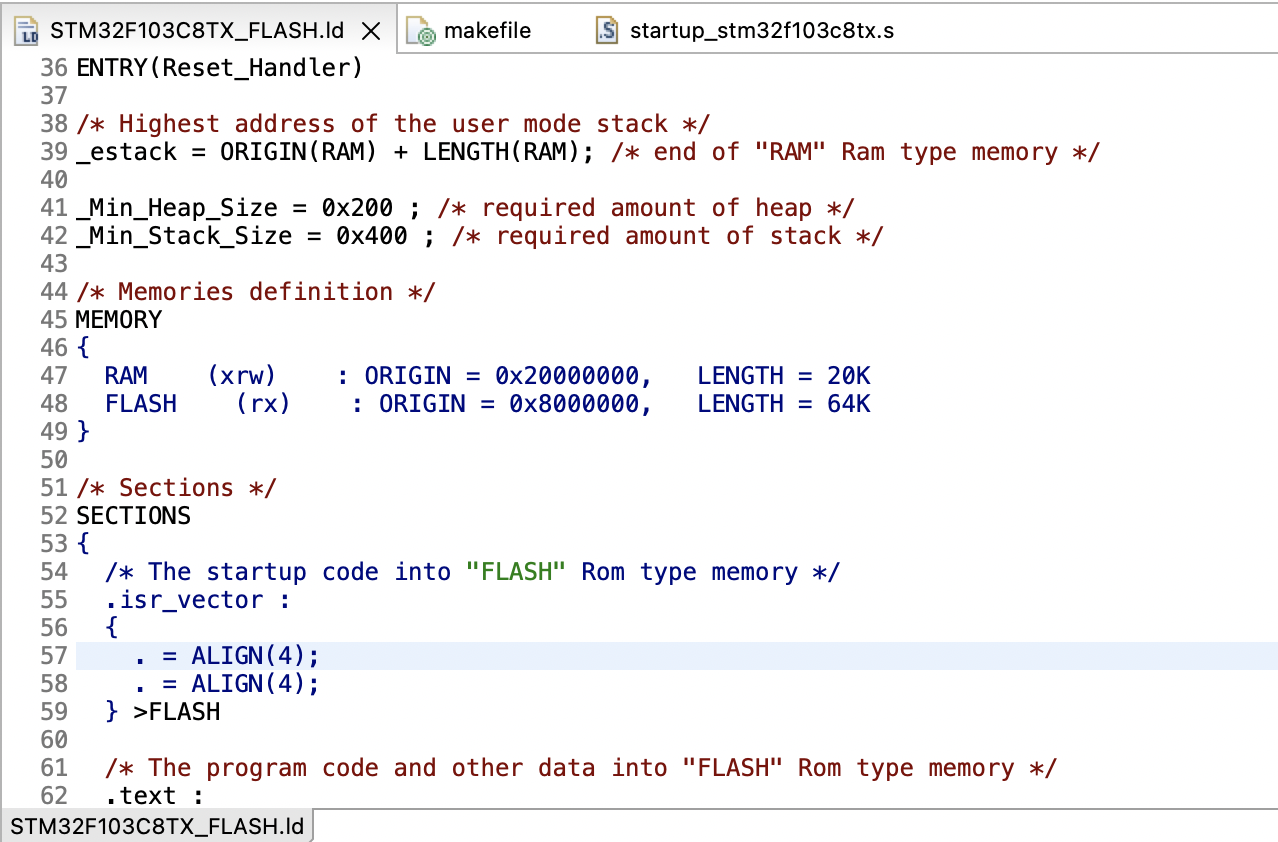 STM32F103C8TX_FLASH.ld makefile startup_stm32f103c8tx.s
36 ENTRY(Reset_Handler)
37
38 /* Highest address of the user mode stack */
39 _estack = ORIGIN(RAM) + LENGTH(RAM); /* end of "RAM" Ram type memory */
40
41 _Min_Heap_Size = 0x200 ; /* required amount of heap */
42 _Min_Stack_Size = 0x400 ; /* required amount of stack */
43
44 /* Memories definition */
45 MEMORY
46 {
47   RAM    (xrw)    : ORIGIN = 0x20000000,   LENGTH = 20K
48   FLASH    (rx)    : ORIGIN = 0x8000000,   LENGTH = 64K
49 }
50
51 /* Sections */
52 SECTIONS
53 {
54   /* The startup code into "FLASH" Rom type memory */
55   .isr_vector :
56   {
57     . = ALIGN(4);
58     . = ALIGN(4);
59   } >FLASH
60
61   /* The program code and other data into "FLASH" Rom type memory */
62   .text :
STM32F103C8TX_FLASH.ld